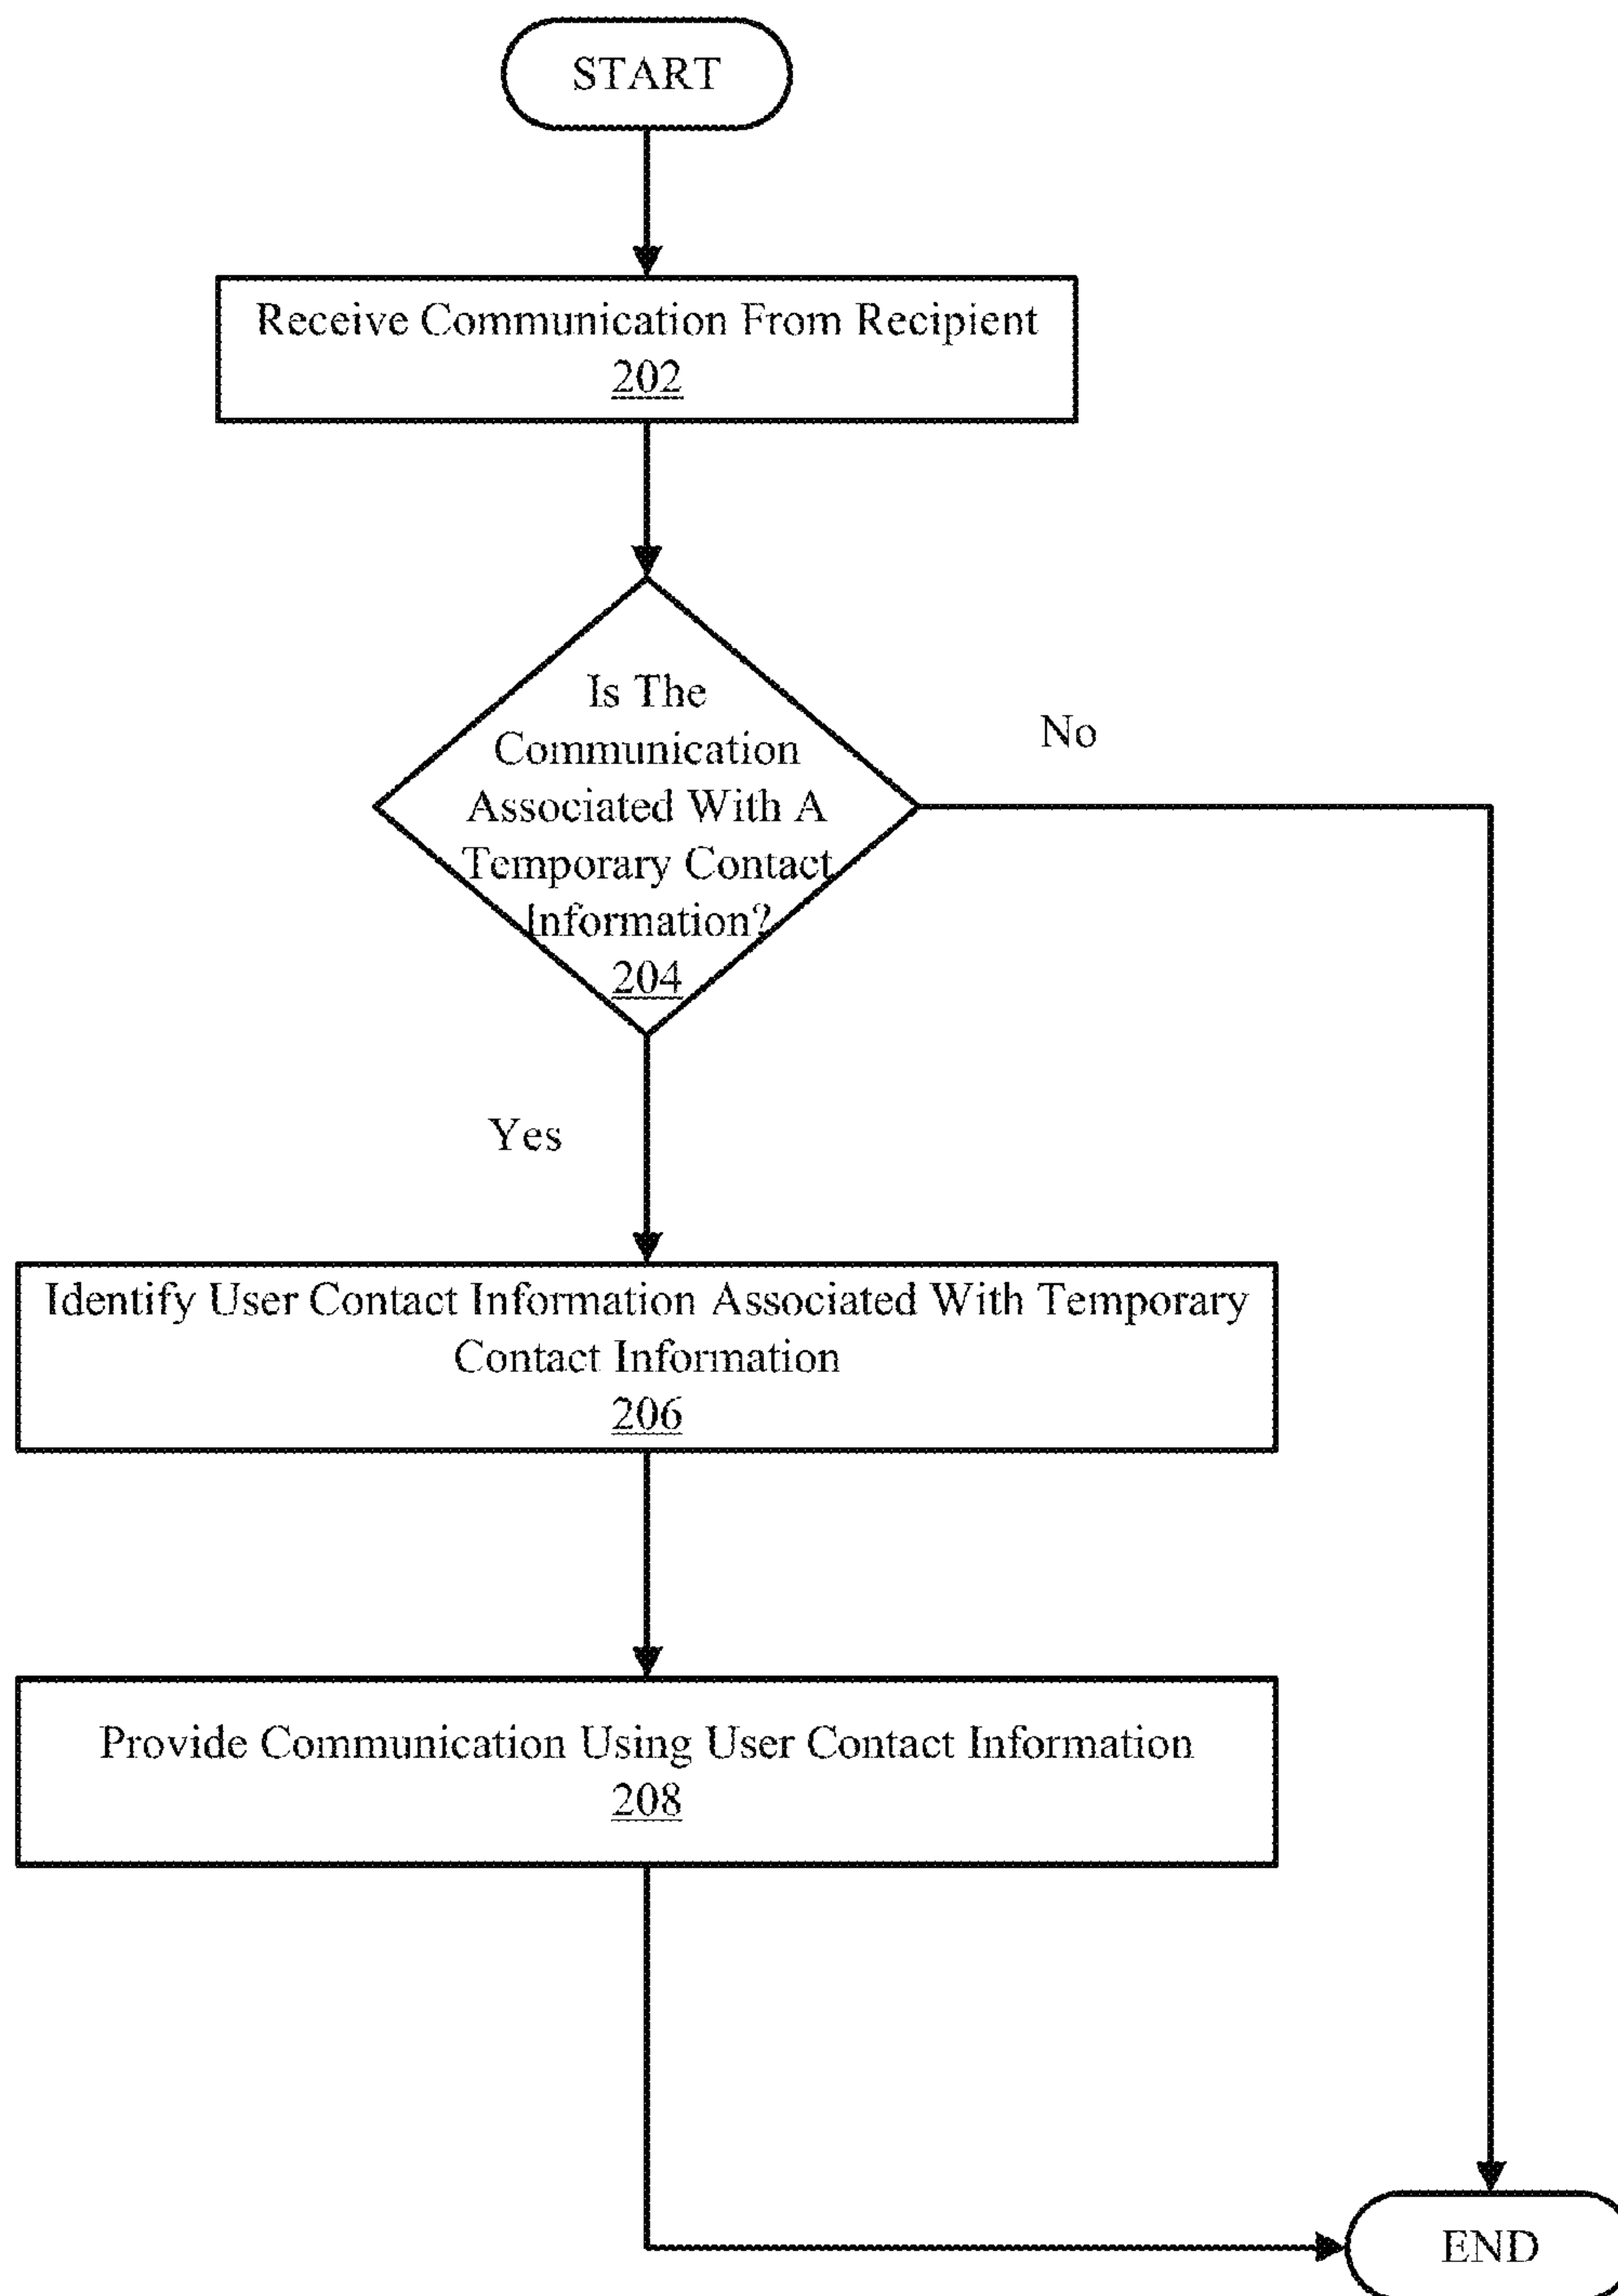 START
Receive Communication From Recipient
202
Is The
Communication
Associated With A
Temporary Contact
Information?
204
No
Yes
Identify User Contact Information Associated With Temporary
Contact Information
206
Provide Communication Using User Contact Information
208
END